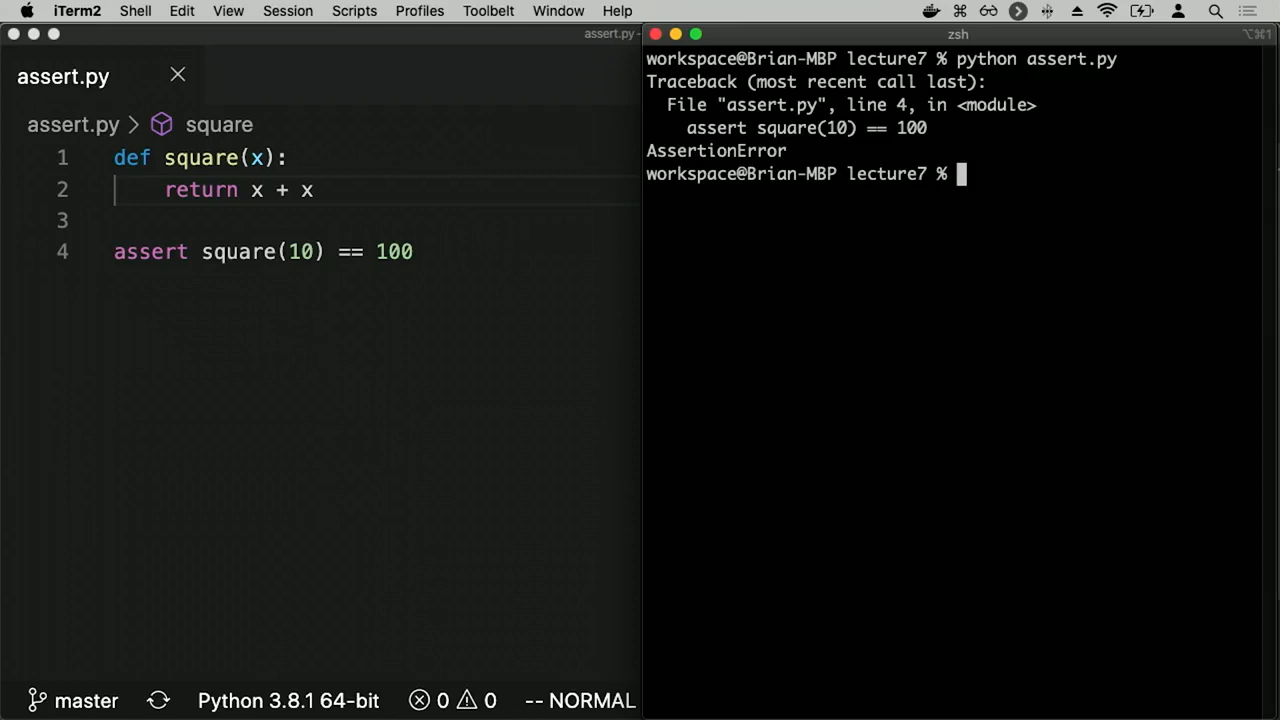 iTerm2 Shell Edit View Session Scripts Profiles Toolbelt Window Help
assert.py -
zsh
⌥⌘1
assert.py
assert.py > square
1 def square(x):
2     return x + x
3
4 assert square(10) == 100
workspace@Brian-MBP lecture7 % python assert.py
Traceback (most recent call last):
  File "assert.py", line 4, in <module>
    assert square(10) == 100
AssertionError
workspace@Brian-MBP lecture7 %
master Python 3.8.1 64-bit 0 0 -- NORMAL